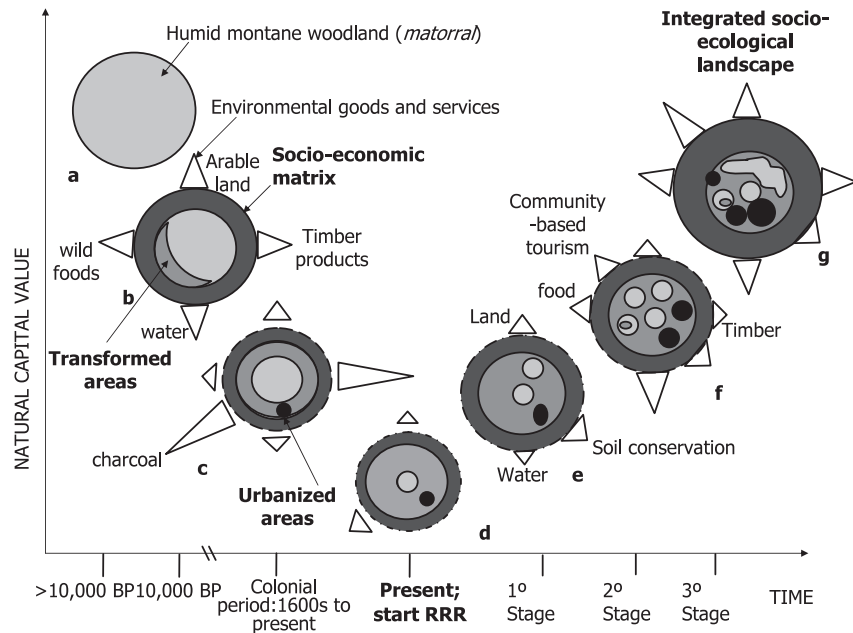 Humid montane woodland (matorral)
Environmental goods and services
a
Arable
land
Socio-economic
matrix
wild
foods
Timber
products
b
water
Transformed
areas
charcoal
c
Urbanized
areas
d
Land
Water
e
Soil conservation
Community
-based
tourism
food
Timber
f
Integrated socio-
ecological
landscape
g
NATURAL CAPITAL VALUE
>10,000 BP
10,000 BP
Colonial
period:1600s to
present
Present;
start RRR
1º
Stage
2º
Stage
3º
Stage
TIME